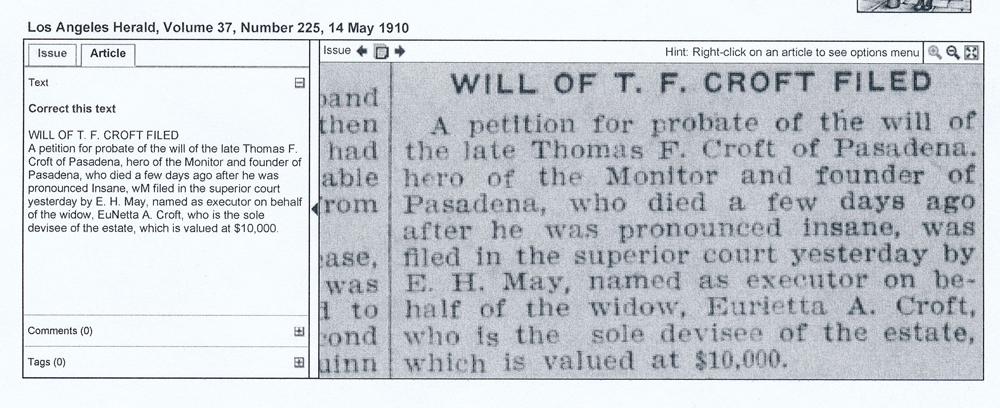 Los Angeles Herald, Volume 37, Number 225, 14 May 1910
Issue
Article
Text
Correct this text
WILL OF T. F. CROFT FILED
A petition for probate of the will of the late Thomas F.
Croft of Pasadena, hero of the Monitor and founder of
Pasadena, who died a few days ago after he was
pronounced Insane, wM filed in the superior court
yesterday by E. H. May, named as executor on behalf
of the widow, EuNetta A. Croft, who is the sole
devisee of the estate, which is valued at $10,000.
Comments (0)
Tags (0)
Issue
Hint: Right-click on an article to see options menu
then
had
able
was
to
WILL OF T. F. CROFT FILED
A petition for probate of the will of
the late Thomas F. Croft of Pasadena.
hero of the Monitor and founder of
Pasadena, who died a few days ago
after he was pronounced insane, was
filed in the superior court yesterday by
E. H. May, named as executor on be-
half of the widow, Eurietta A. Croft,
who is the sole devisee of the estate,
which is valued at $10,000.